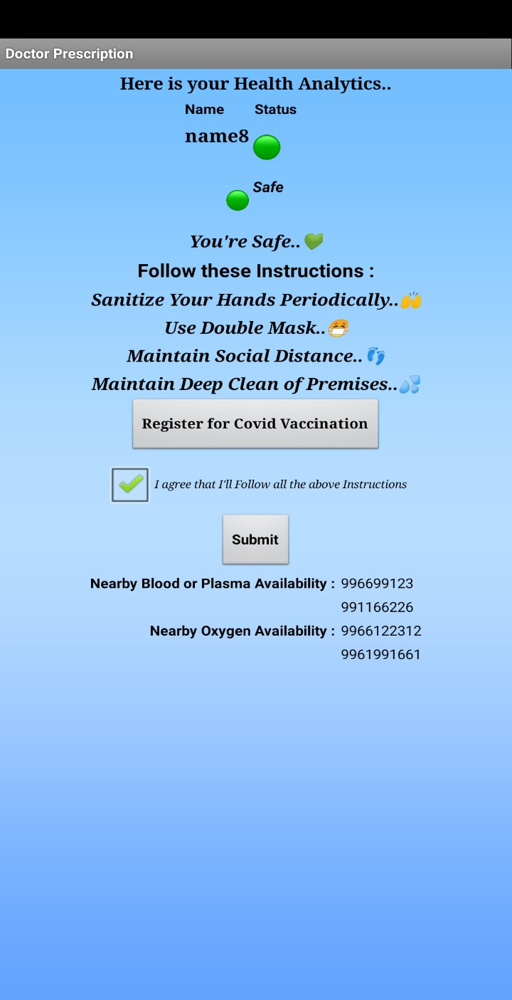 Doctor Prescription
Here is your Health Analytics..
Name Status
name8
Safe
You're Safe..💚
Follow these Instructions :
Sanitize Your Hands Periodically..🙌
Use Double Mask..😷
Maintain Social Distance..👣
Maintain Deep Clean of Premises..💦
Register for Covid Vaccination
I agree that I'll Follow all the above Instructions
Submit
Nearby Blood or Plasma Availability : 996699123
991166226
Nearby Oxygen Availability : 9966122312
9961991661